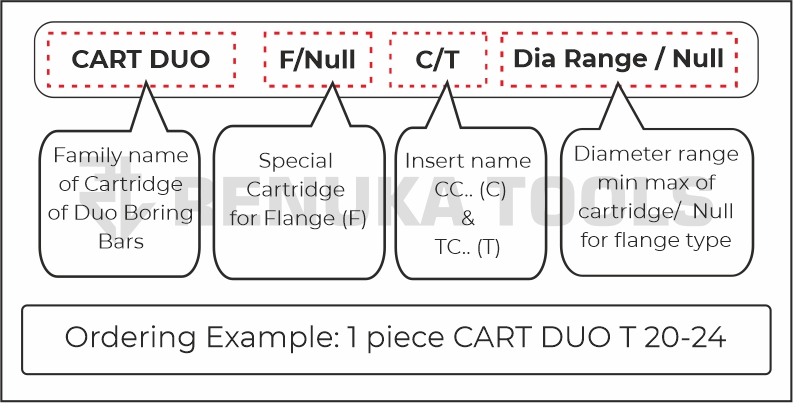 CART DUO F/Null C/T Dia Range / Null
Family name
of Cartridge
of Duo Boring
Bars
Special
Cartridge
for Flange (F)
Insert name
CC.. (C)
&
TC.. (T)
Diameter range
min max of
cartridge/ Null
for flange type
RENUKA TOOLS
Ordering Example: 1 piece CART DUO T 20-24